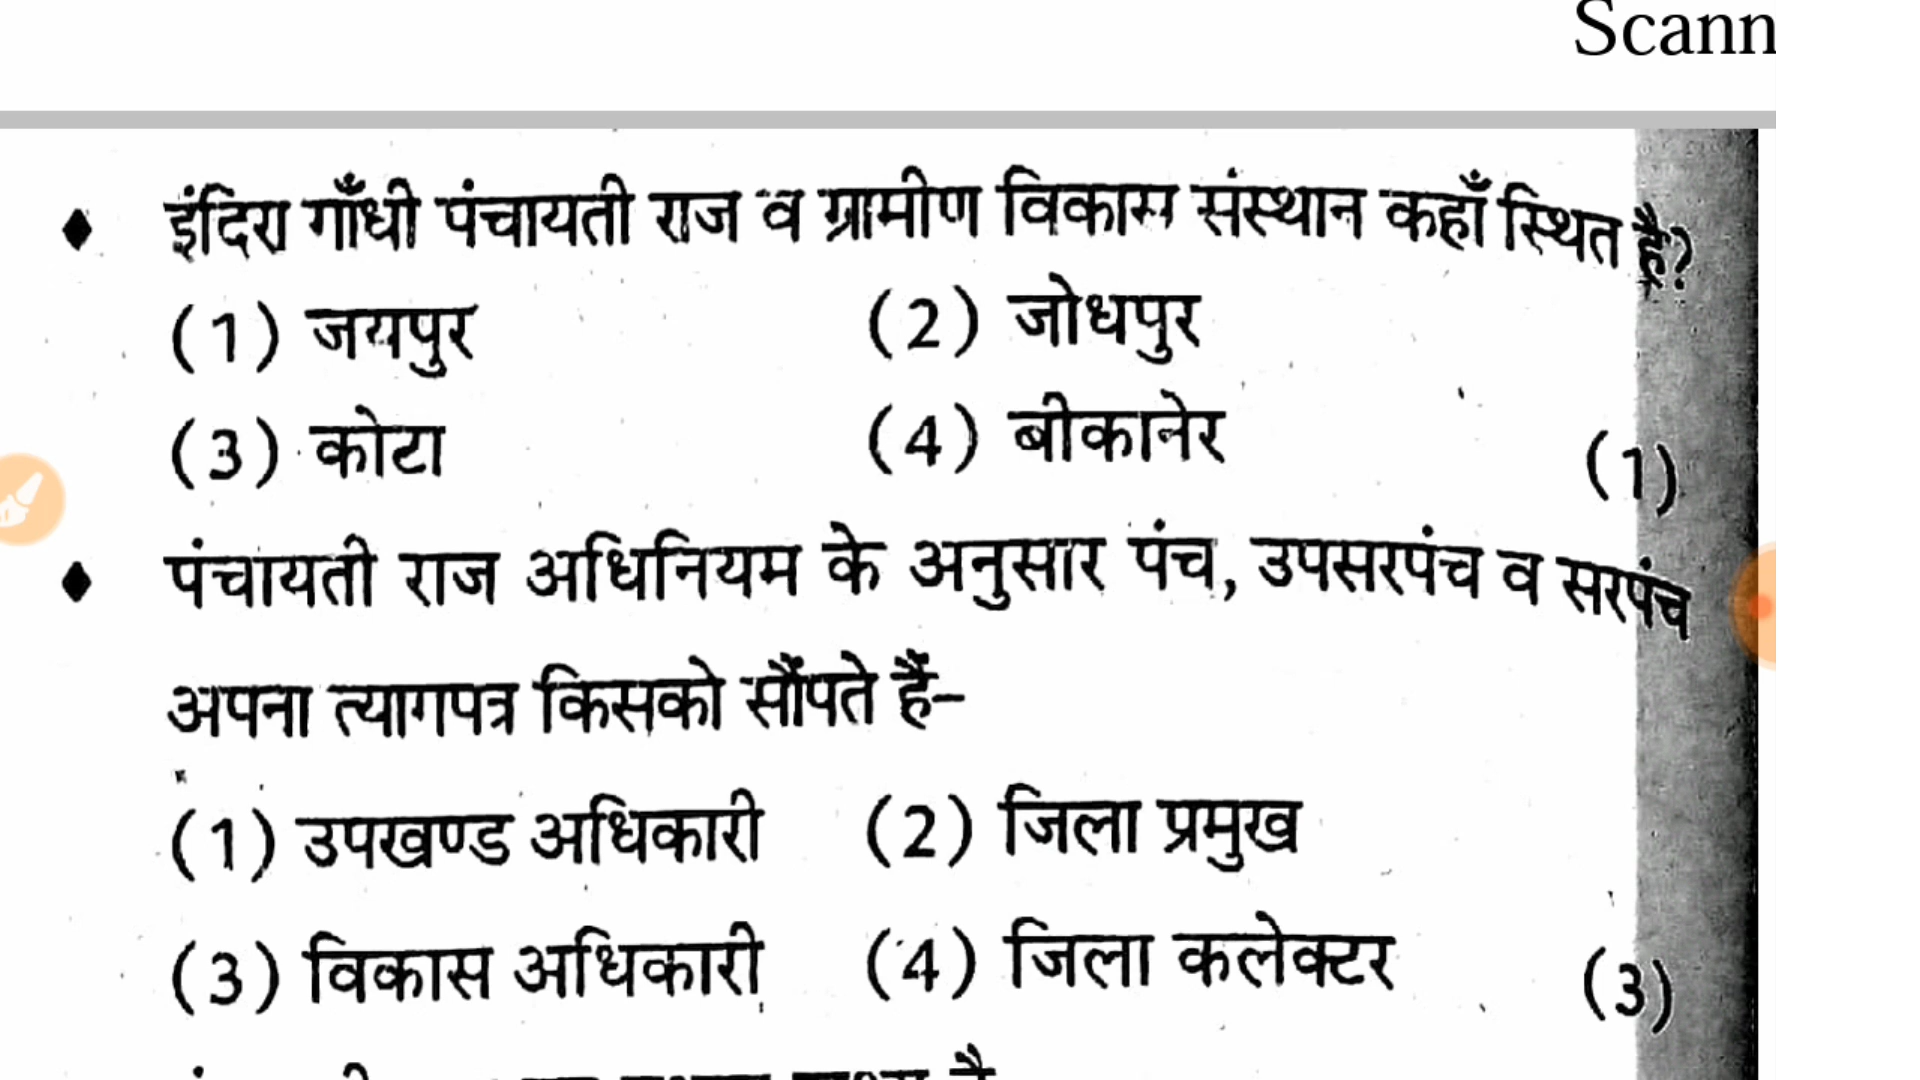 Scann
♦ इंदिरा गाँधी पंचायती राज व ग्रामीण विकास संस्थान कहाँ स्थित है?
(1) जयपुर (2) जोधपुर
(3) कोटा (4) बीकानेर (1)
♦ पंचायती राज अधिनियम के अनुसार पंच, उपसरपंच व सरपंच
अपना त्यागपत्र किसको सौंपते हैं–
(1) उपखण्ड अधिकारी (2) जिला प्रमुख
(3) विकास अधिकारी (4) जिला कलेक्टर (3)